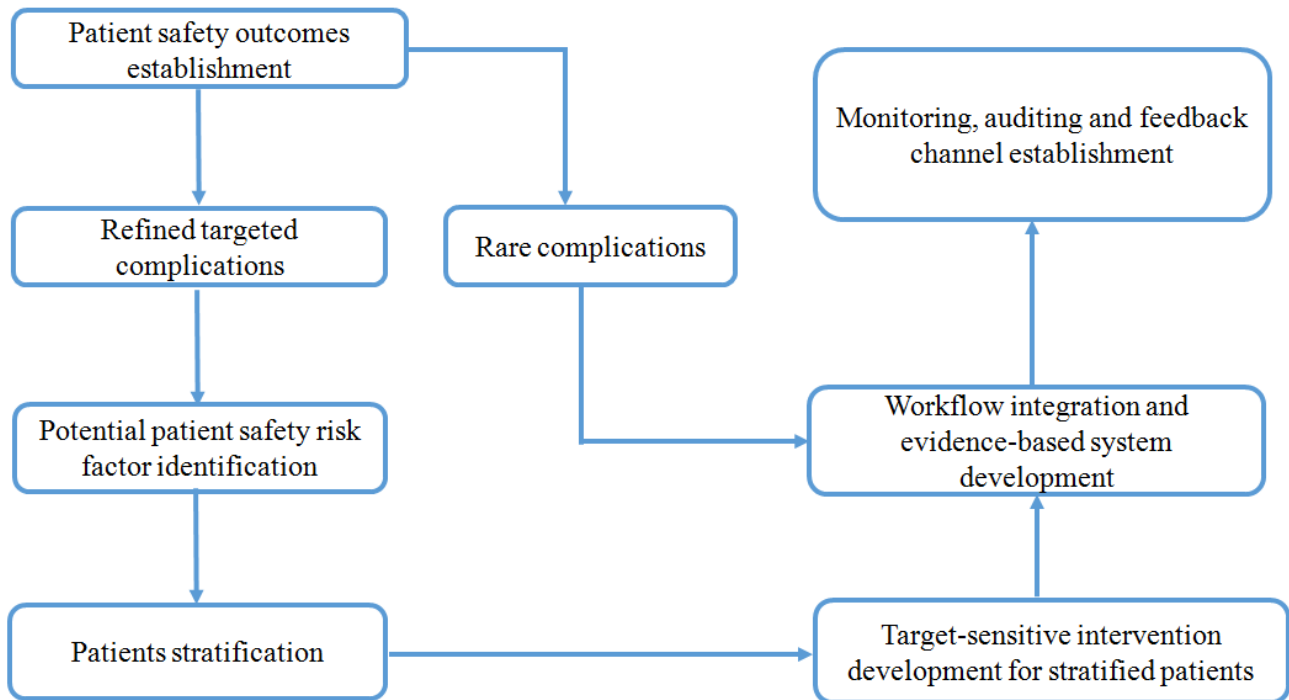 Patient safety outcomes
establishment
Refined targeted
complications
Rare complications
Potential patient safety risk
factor identification
Patients stratification
Target-sensitive intervention
development for stratified patients
Workflow integration and
evidence-based system
development
Monitoring, auditing and feedback
channel establishment